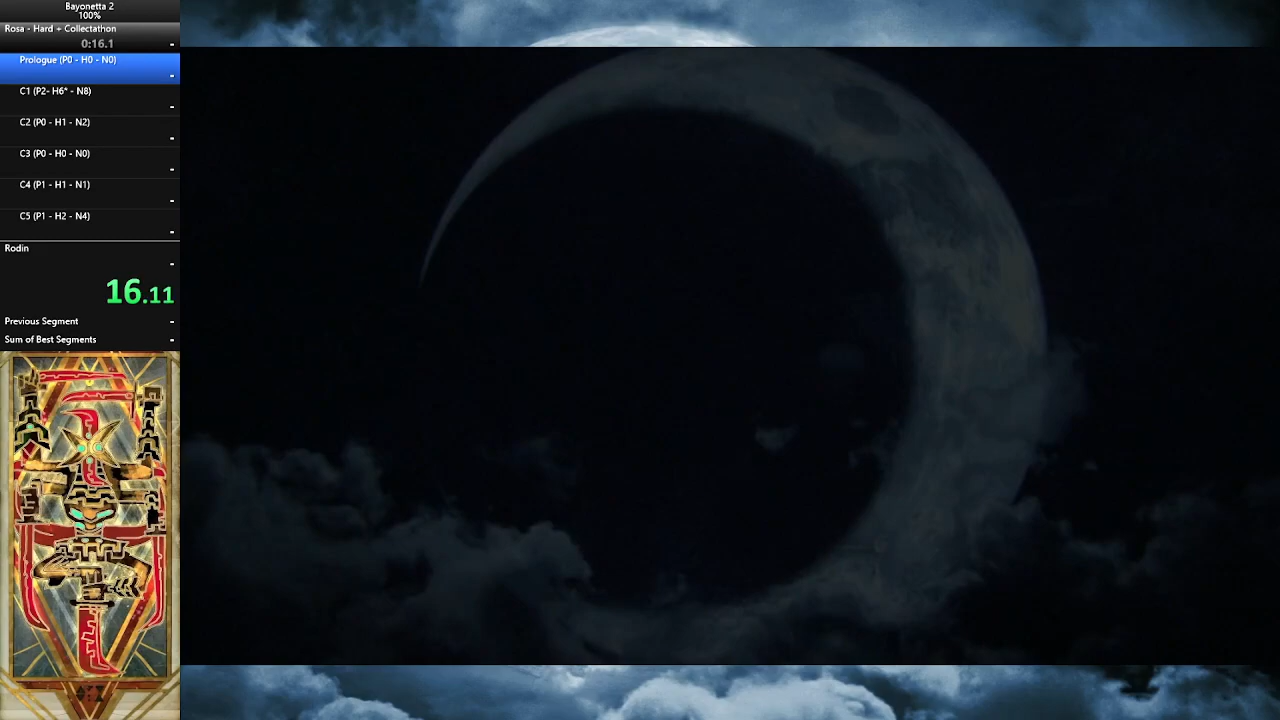 Bayonetta 2
100%
Rosa - Hard + Collectathon
0:16.1 -
Prologue (P0 - H0 - N0)
-
C1 (P2- H6* - N8)
-
C2 (P0 - H1 - N2)
-
C3 (P0 - H0 - N0)
-
C4 (P1 - H1 - N1)
-
C5 (P1 - H2 - N4)
-
Rodin
-
16.11
Previous Segment -
Sum of Best Segments -